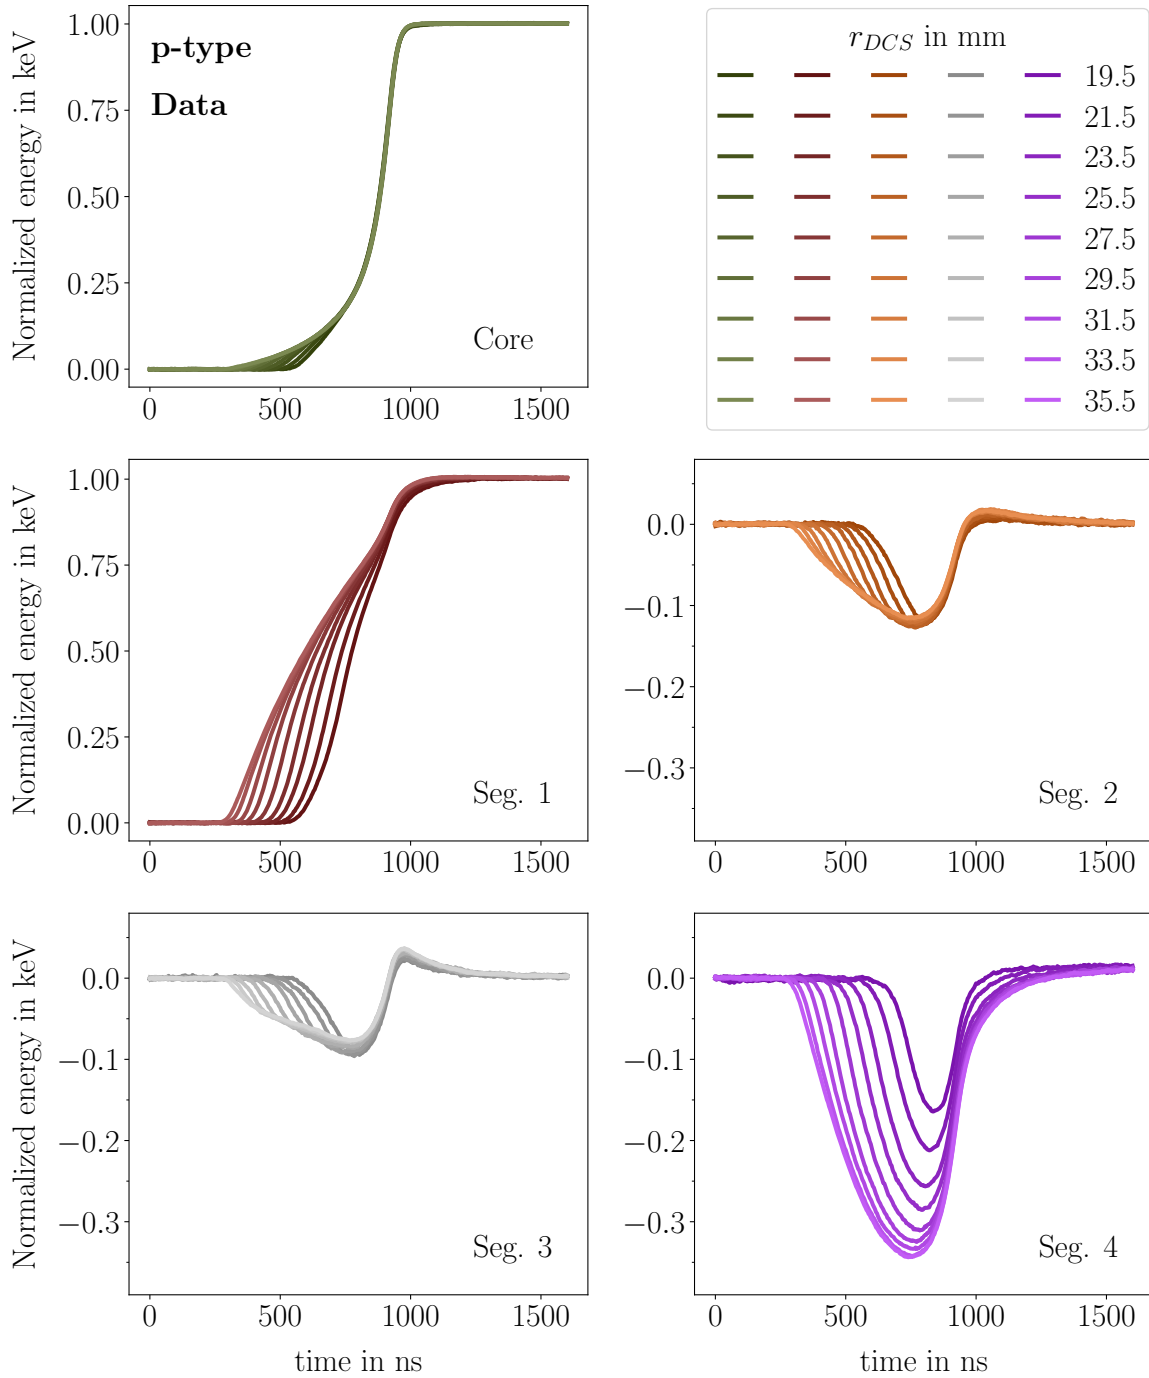 p-type
Data
Core
Normalized energy in keV
1.00
0.75
0.50
0.25
0.00
0 500 1000 1500
r_{DCS} in mm
19.5
21.5
23.5
25.5
27.5
29.5
31.5
33.5
35.5
Normalized energy in keV
1.00
0.75
0.50
0.25
0.00
Seg. 1
0 500 1000 1500
0.0
−0.1
−0.2
−0.3
Seg. 2
0 500 1000 1500
Normalized energy in keV
0.0
−0.1
−0.2
−0.3
Seg. 3
0 500 1000 1500
time in ns
0.0
−0.1
−0.2
−0.3
Seg. 4
0 500 1000 1500
time in ns